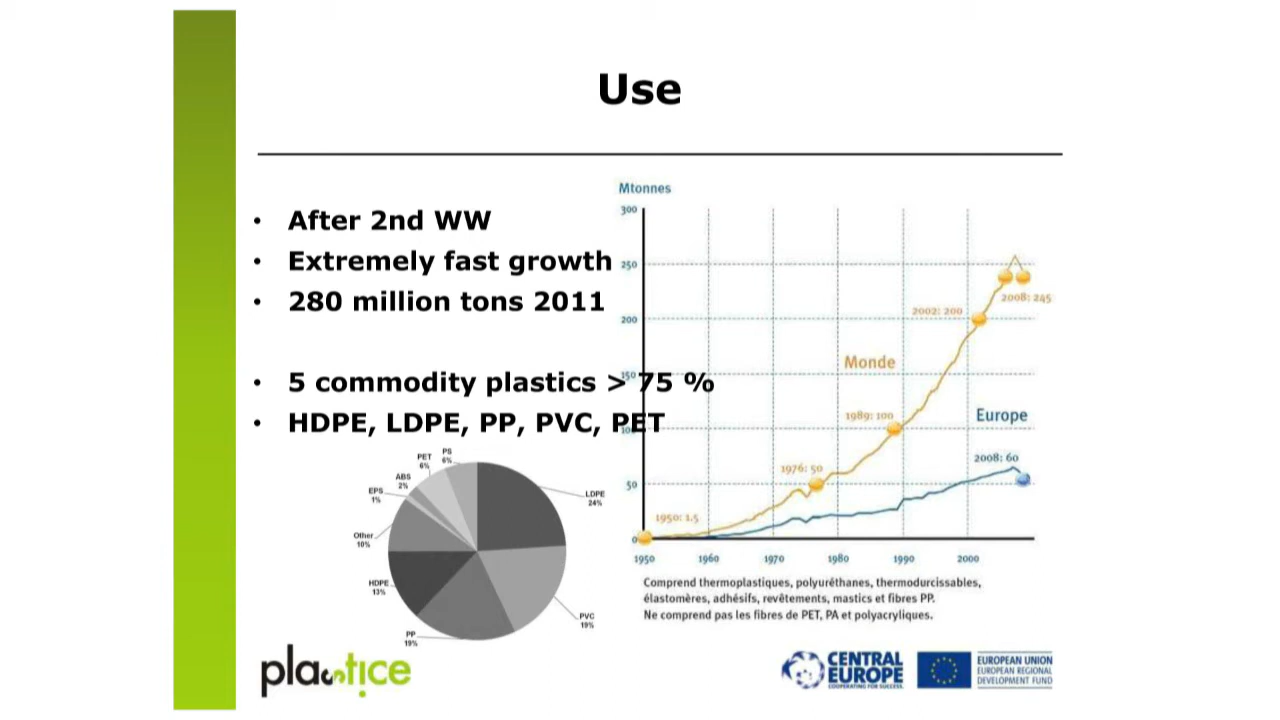 Use
• After 2nd WW
• Extremely fast growth
• 280 million tons 2011
• 5 commodity plastics > 75 %
• HDPE, LDPE, PP, PVC, PET
Mtonnes
300
250
200
150
100
50
0
1950 1960 1970 1980 1990 2000
1950: 1.5
1976: 50
1989: 100
2002: 200
2008: 245
Monde
Europe
2008: 60
Comprend thermoplastiques, polyuréthanes, thermodurcissables,
élastomères, adhésifs, revêtements, mastics et fibres PP.
Ne comprend pas les fibres de PET, PA et polyacryliques.
PS
6%
PET
6%
ABS
2%
EPS
1%
Other
10%
HDPE
13%
PP
19%
PVC
19%
LDPE
24%
plastice
CENTRAL
EUROPE
COOPERATING FOR SUCCESS.
EUROPEAN UNION
EUROPEAN REGIONAL
DEVELOPMENT FUND